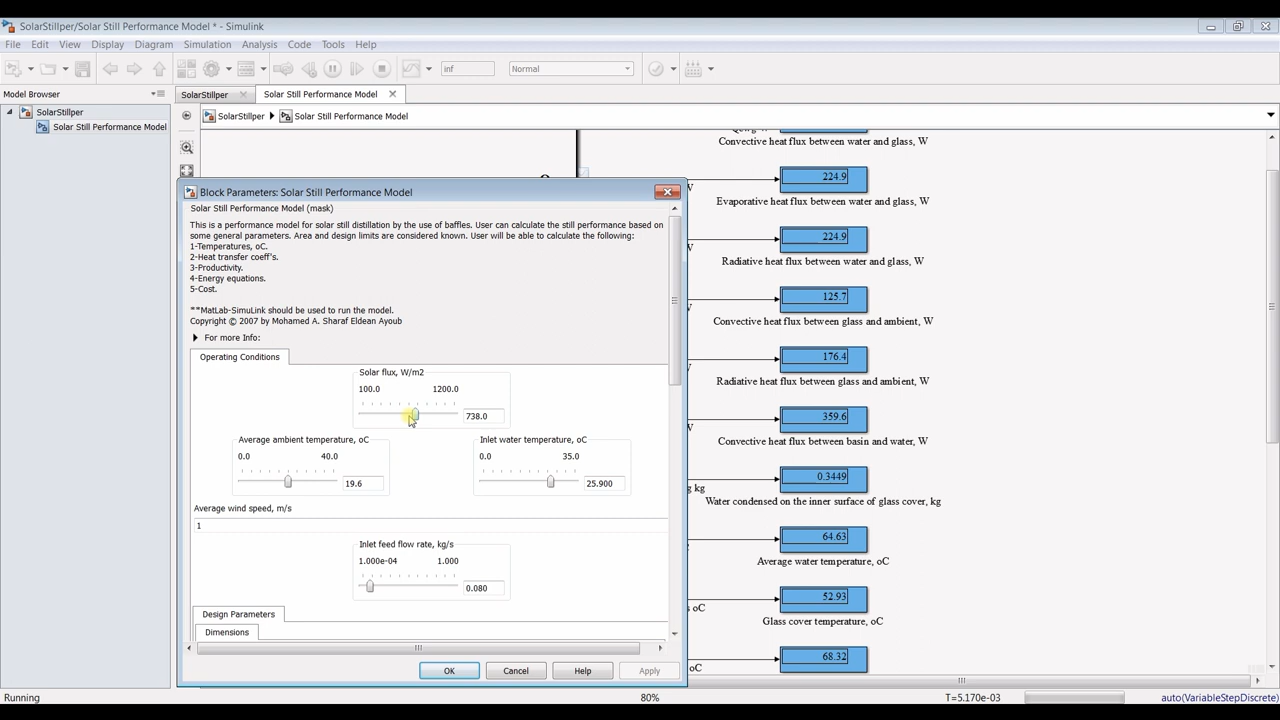 SolarStillper/Solar Still Performance Model * - Simulink
File Edit View Display Diagram Simulation Analysis Code Tools Help
inf Normal
Model Browser
SolarStillper Solar Still Performance Model
SolarStillper
Solar Still Performance Model
SolarStillper Solar Still Performance Model
Block Parameters: Solar Still Performance Model
Solar Still Performance Model (mask)
This is a performance model for solar still distillation by the use of baffles. User can calculate the still performance based on
some general parameters. Area and design limits are considered known. User will be able to calculate the following:
1-Temperatures, oC.
2-Heat transfer coeff's.
3-Productivity.
4-Energy equations.
5-Cost.
**MatLab-SimuLink should be used to run the model.
Copyright © 2007 by Mohamed A. Sharaf Eldean Ayoub
For more Info:
Operating Conditions
Solar flux, W/m2
100.0 1200.0
738.0
Average ambient temperature, oC
0.0 40.0
19.6
Inlet water temperature, oC
0.0 35.0
25.900
Average wind speed, m/s
1
Inlet feed flow rate, kg/s
1.000e-04 1.000
0.080
Design Parameters
Dimensions
OK Cancel Help Apply
Convective heat flux between water and glass, W
W
224.9
Evaporative heat flux between water and glass, W
W
224.9
Radiative heat flux between water and glass, W
W
125.7
Convective heat flux between glass and ambient, W
W
176.4
Radiative heat flux between glass and ambient, W
W
359.6
Convective heat flux between basin and water, W
g kg
0.3449
Water condensed on the inner surface of glass cover, kg
64.63
Average water temperature, oC
s oC
52.93
Glass cover temperature, oC
oC
68.32
Running 80% T=5.170e-03 auto(VariableStepDiscrete)